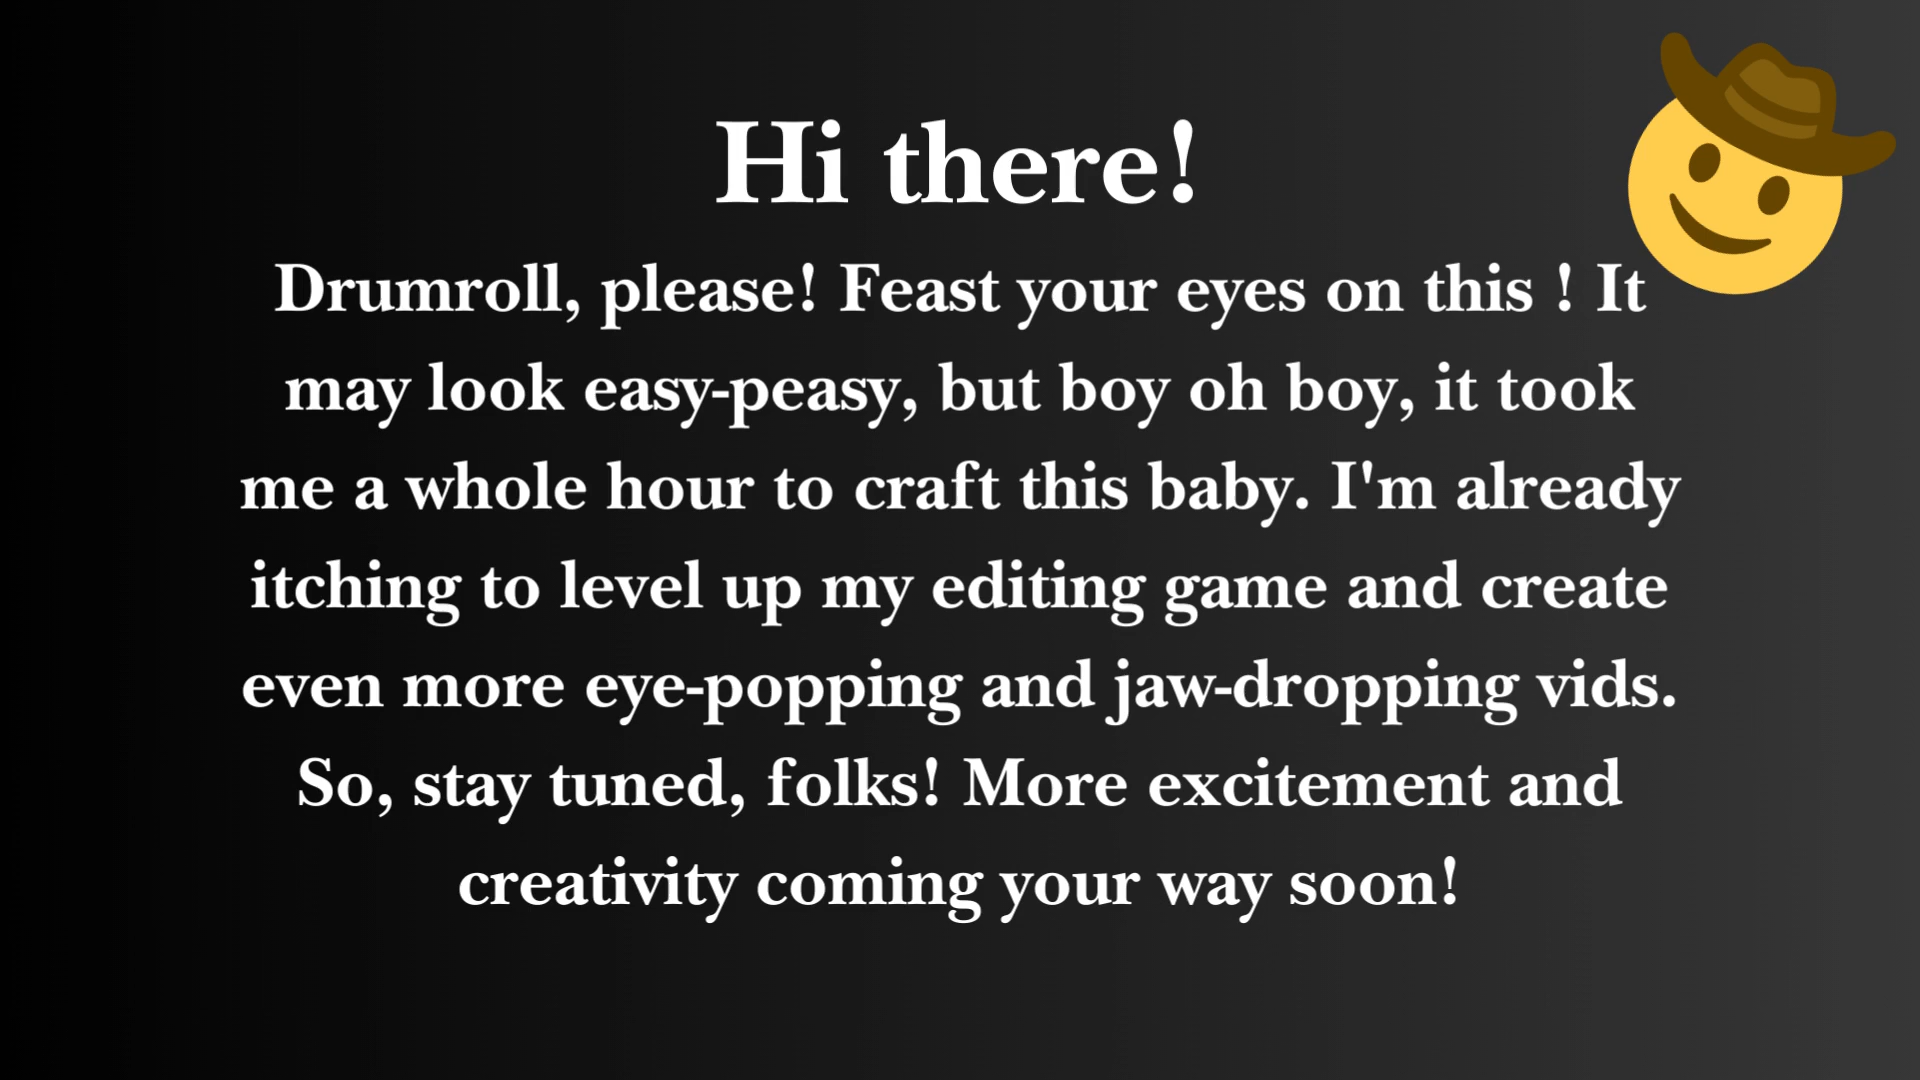 Hi there!
Drumroll, please! Feast your eyes on this ! It
may look easy-peasy, but boy oh boy, it took
me a whole hour to craft this baby. I'm already
itching to level up my editing game and create
even more eye-popping and jaw-dropping vids.
So, stay tuned, folks! More excitement and
creativity coming your way soon!